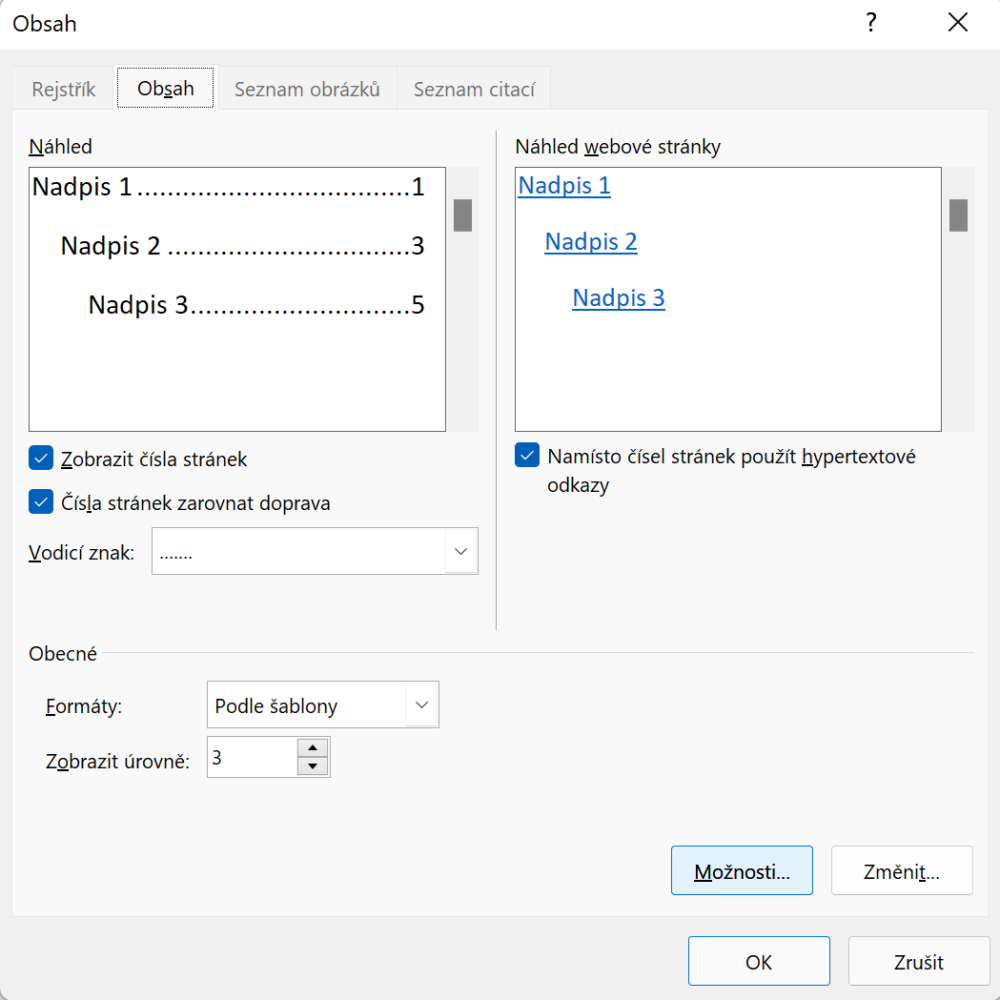 Obsah
?
Rejstřík
Obsah
Seznam obrázků
Seznam citací
Náhled
Nadpis 1....................................1
Nadpis 2 ................................3
Nadpis 3.............................5
Zobrazit čísla stránek
Čísla stránek zarovnat doprava
Vodicí znak: .......
Náhled webové stránky
Nadpis 1
Nadpis 2
Nadpis 3
Namísto čísel stránek použít hypertextové
odkazy
Obecné
Formáty: Podle šablony
Zobrazit úrovně: 3
Možnosti...
Změnit...
OK
Zrušit